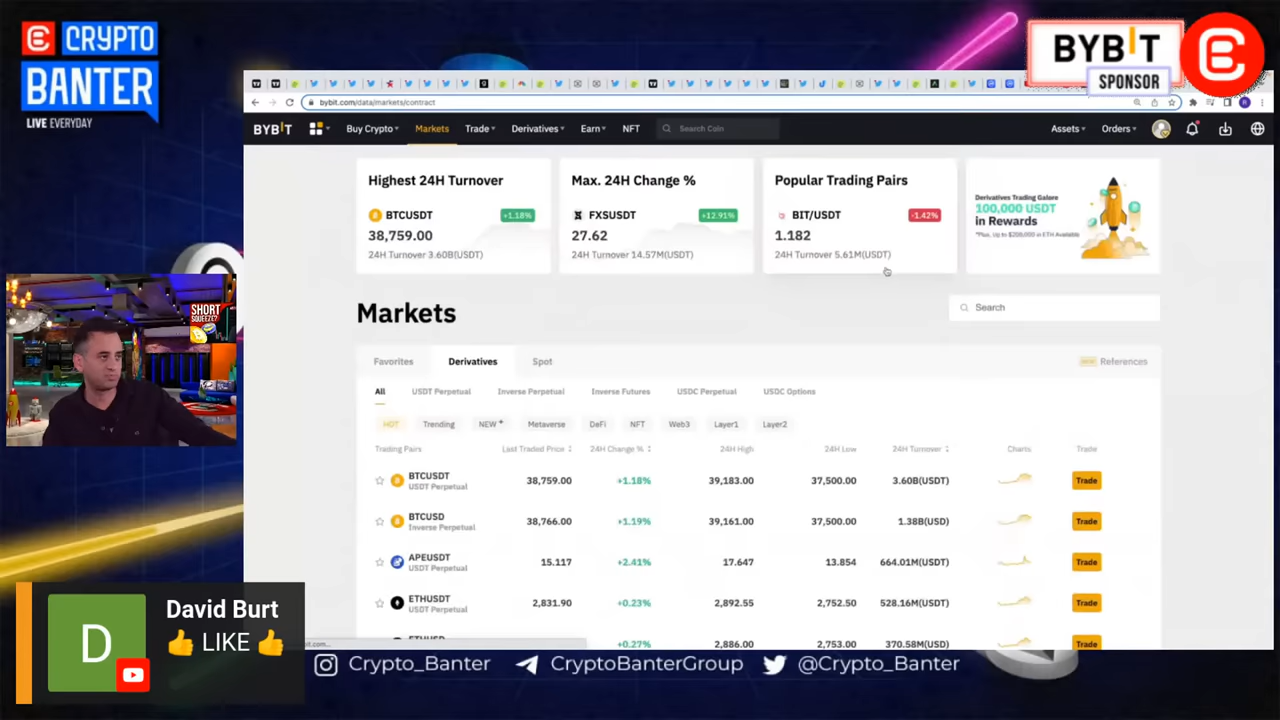 CRYPTO
BANTER
LIVE EVERYDAY
BYBIT
SPONSOR
bybit.com/data/markets/contract
BYBIT
Buy Crypto
Markets
Trade
Derivatives
Earn
NFT
Search Coin
Assets
Orders
Highest 24H Turnover
BTCUSDT
+1.18%
38,759.00
24H Turnover 3.60B(USDT)
Max. 24H Change %
FXSUSDT
+12.91%
27.62
24H Turnover 14.57M(USDT)
Popular Trading Pairs
BIT/USDT
-1.42%
1.182
24H Turnover 5.61M(USDT)
Derivatives Trading Galore
100,000 USDT
in Rewards
Markets
Search
Favorites
Derivatives
Spot
References
All
USDT Perpetual
Inverse Perpetual
Inverse Futures
USDC Perpetual
USDC Options
HOT
Trending
NEW
Metaverse
DeFi
NFT
Web3
Layer1
Layer2
Trading Pairs
Last Traded Price
24H Change %
24H High
24H Low
24H Turnover
Charts
Trade
BTCUSDT
USDT Perpetual
38,759.00
+1.18%
39,183.00
37,500.00
3.60B(USDT)
Trade
BTCUSD
Inverse Perpetual
38,766.00
+1.19%
39,161.00
37,500.00
1.38B(USD)
Trade
APEUSDT
USDT Perpetual
15.117
+2.41%
17.647
13.854
664.01M(USDT)
Trade
ETHUSDT
USDT Perpetual
2,831.90
+0.23%
2,892.55
2,752.50
528.16M(USDT)
Trade
+0.27%
2,886.00
2,753.00
370.58M(USD)
Trade
SHORT
SQUEEZE?
D
David Burt
👍 LIKE 👍
Crypto_Banter
CryptoBanterGroup
@Crypto_Banter